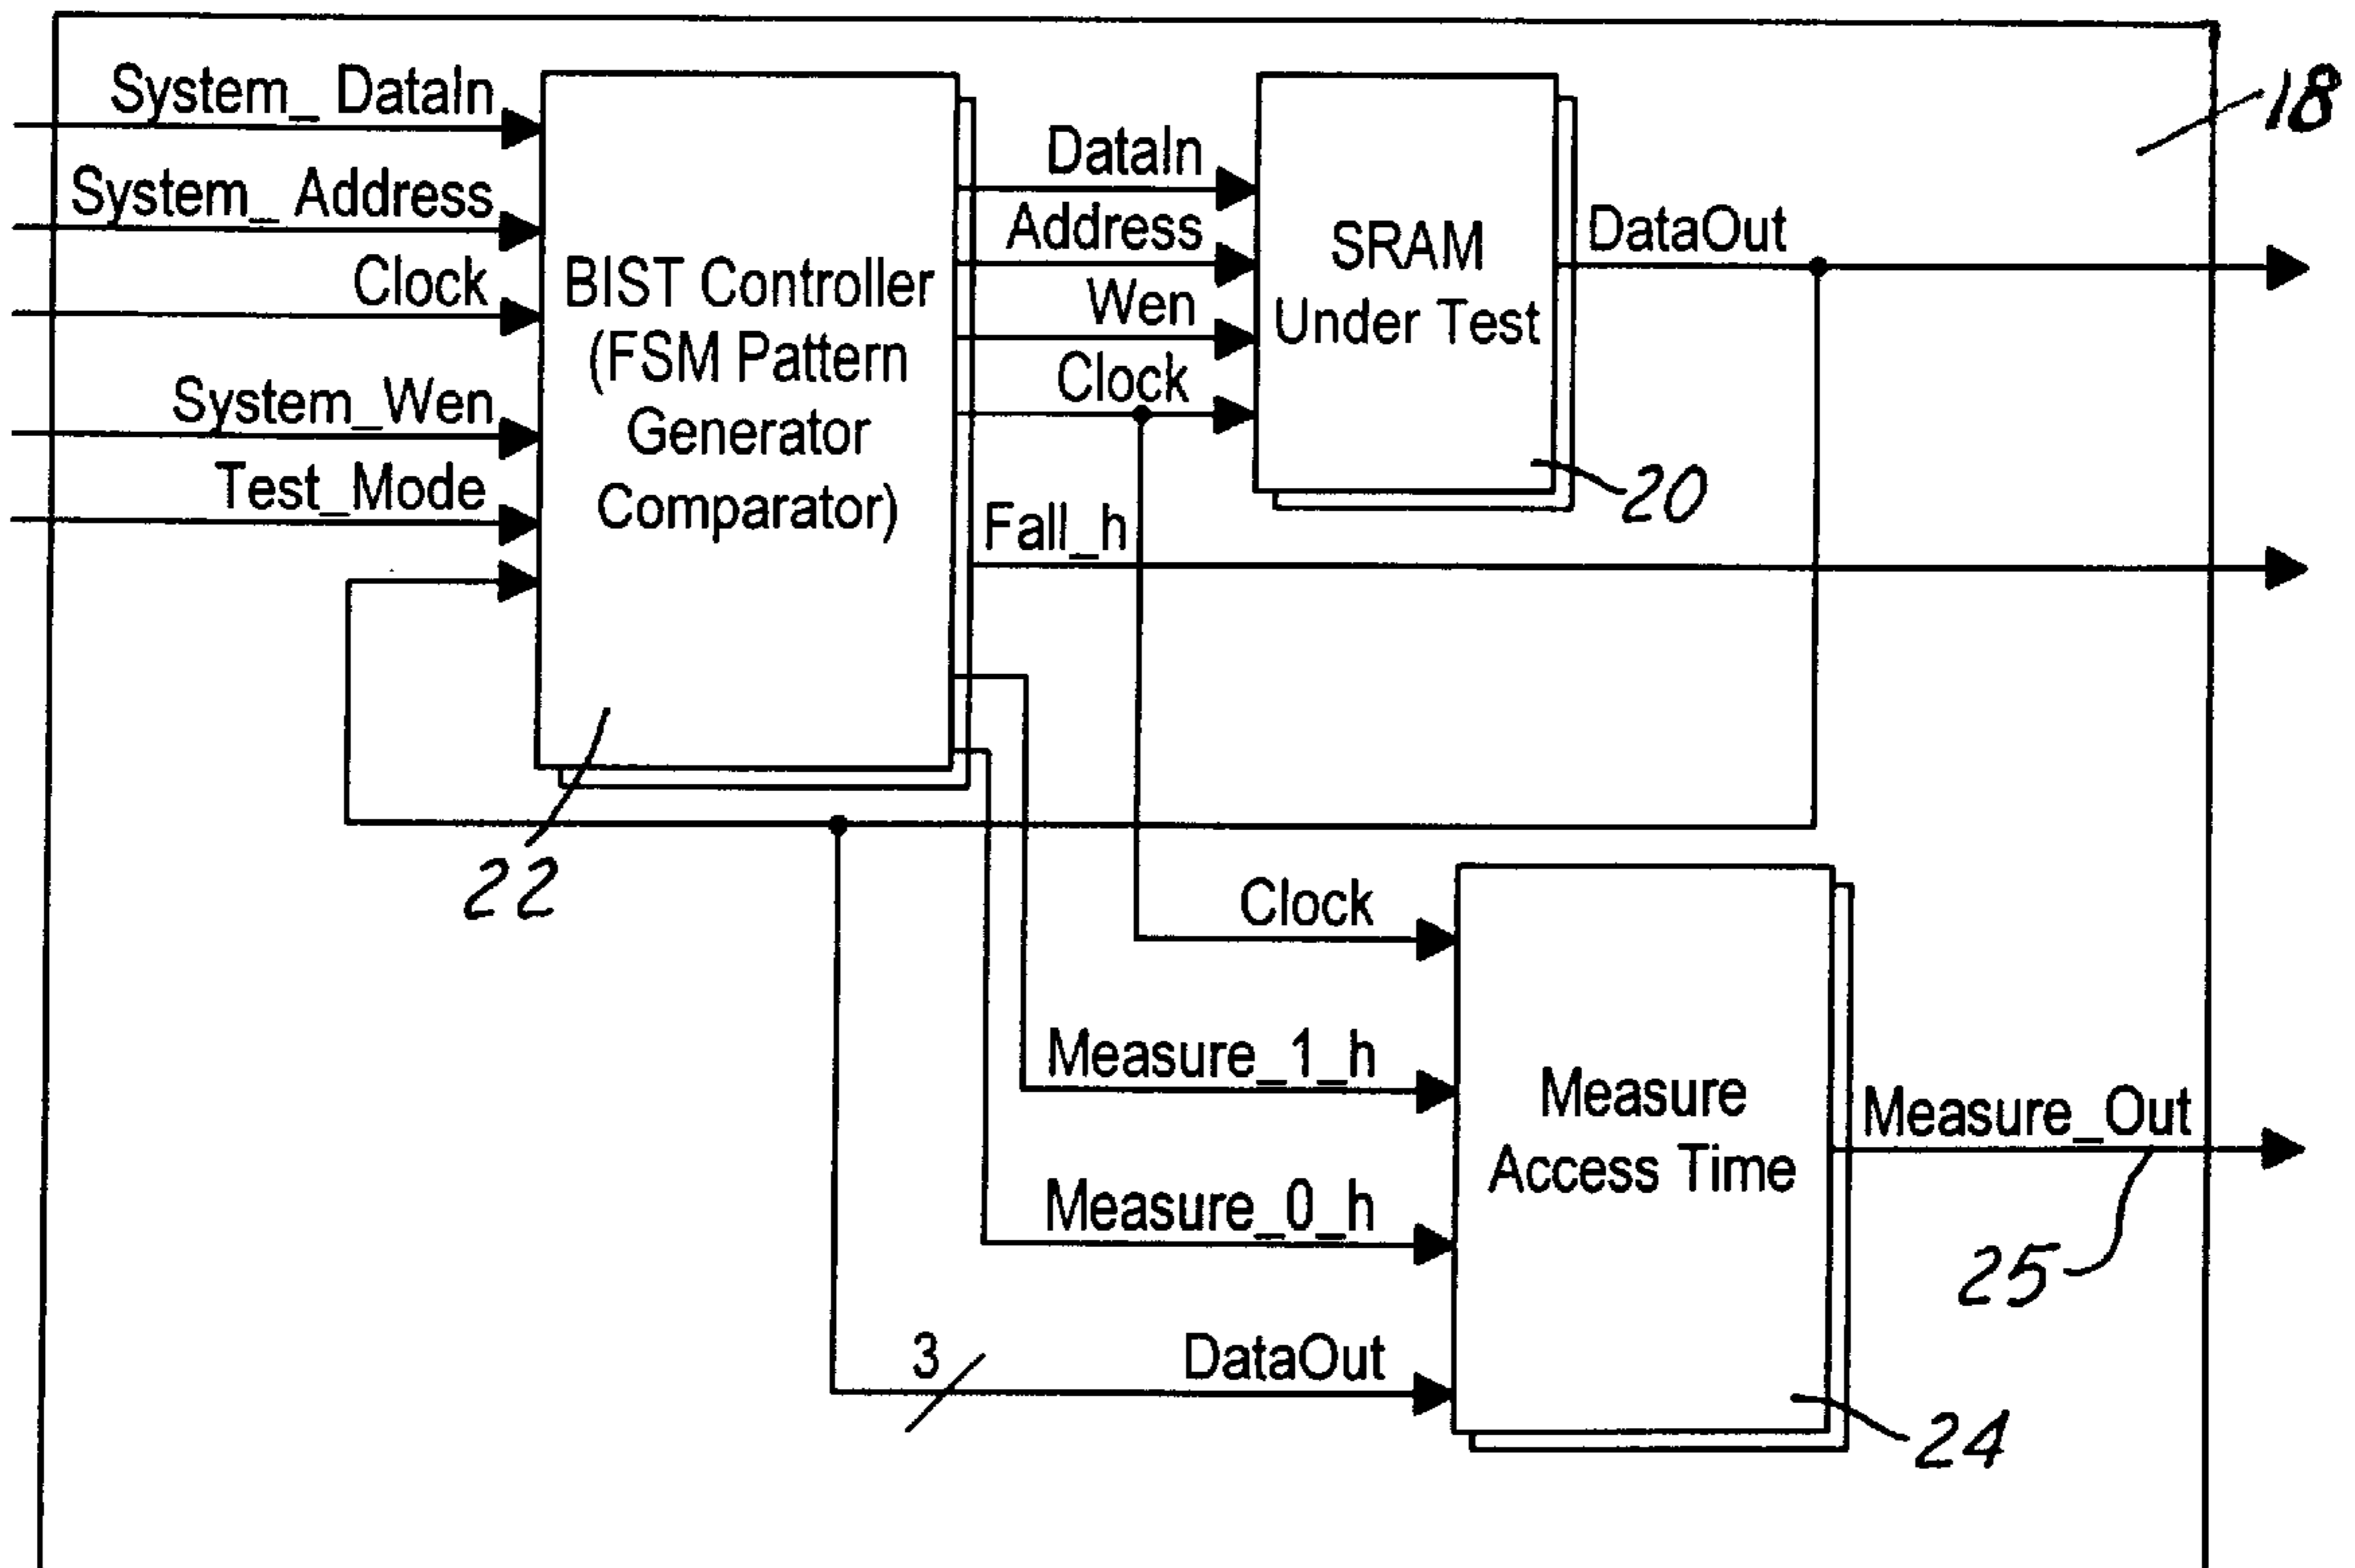 System_ DataIn
System_ Address
Clock
System_Wen
Test_Mode
BIST Controller
(FSM Pattern
Generator
Comparator)
22
DataIn
Address
Wen
Clock
SRAM
Under Test
20
DataOut
18
Fall_h
Clock
Measure_1_h
Measure_0_h
3
DataOut
Measure
Access Time
24
Measure_Out
25